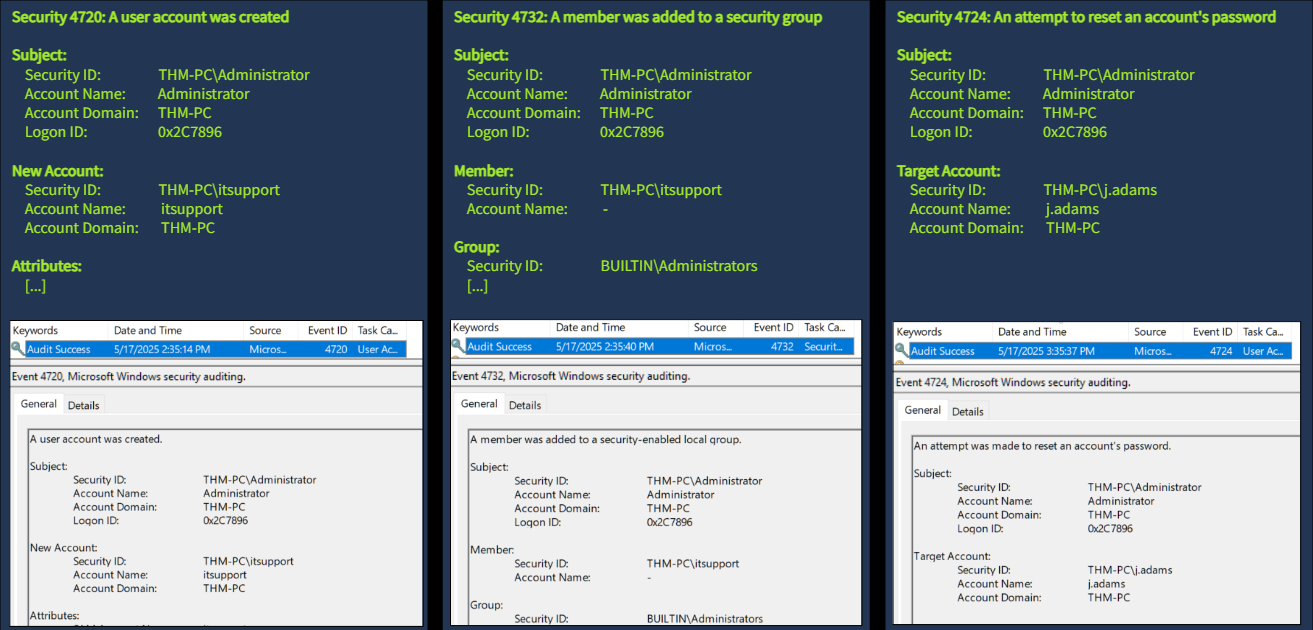 Security 4720: A user account was created
Subject:
Security ID: THM-PC\Administrator
Account Name: Administrator
Account Domain: THM-PC
Logon ID: 0x2C7896
New Account:
Security ID: THM-PC\itsupport
Account Name: itsupport
Account Domain: THM-PC
Attributes:
[...]
Keywords Date and Time Source Event ID Task Ca...
Audit Success 5/17/2025 2:35:14 PM Micros... 4720 User Ac...
Event 4720, Microsoft Windows security auditing.
General Details
A user account was created.
Subject:
Security ID: THM-PC\Administrator
Account Name: Administrator
Account Domain: THM-PC
Logon ID: 0x2C7896
New Account:
Security ID: THM-PC\itsupport
Account Name: itsupport
Account Domain: THM-PC
Attributes:
Security 4732: A member was added to a security group
Subject:
Security ID: THM-PC\Administrator
Account Name: Administrator
Account Domain: THM-PC
Logon ID: 0x2C7896
Member:
Security ID: THM-PC\itsupport
Account Name: -
Group:
Security ID: BUILTIN\Administrators
[...]
Keywords Date and Time Source Event ID Task Ca...
Audit Success 5/17/2025 2:35:40 PM Micros... 4732 Securit...
Event 4732, Microsoft Windows security auditing.
General Details
A member was added to a security-enabled local group.
Subject:
Security ID: THM-PC\Administrator
Account Name: Administrator
Account Domain: THM-PC
Logon ID: 0x2C7896
Member:
Security ID: THM-PC\itsupport
Account Name: -
Group:
Security ID: BUILTIN\Administrators
Security 4724: An attempt to reset an account's password
Subject:
Security ID: THM-PC\Administrator
Account Name: Administrator
Account Domain: THM-PC
Logon ID: 0x2C7896
Target Account:
Security ID: THM-PC\j.adams
Account Name: j.adams
Account Domain: THM-PC
Keywords Date and Time Source Event ID Task Ca...
Audit Success 5/17/2025 3:35:37 PM Micros... 4724 User Ac...
Event 4724, Microsoft Windows security auditing.
General Details
An attempt was made to reset an account's password.
Subject:
Security ID: THM-PC\Administrator
Account Name: Administrator
Account Domain: THM-PC
Logon ID: 0x2C7896
Target Account:
Security ID: THM-PC\j.adams
Account Name: j.adams
Account Domain: THM-PC